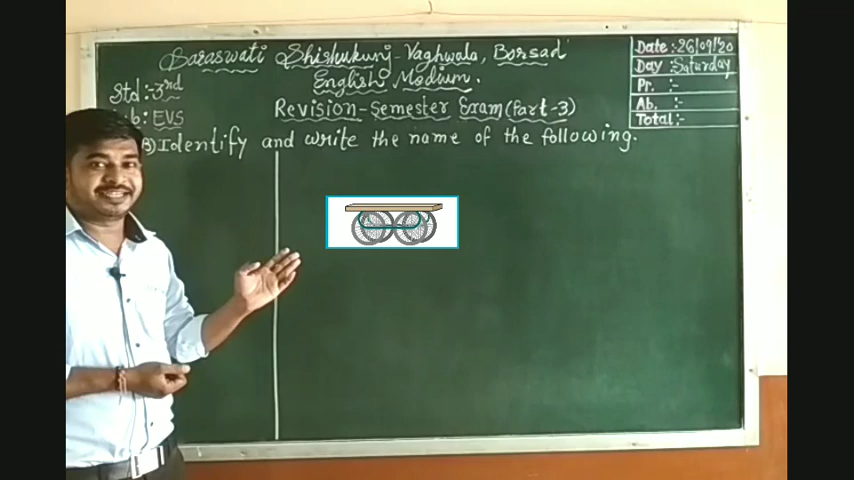 Saraswati Shishukunj-Vaghwala, Borsad
English Medium.
Date:-26/09/'20
Day:-Saturday
Pr. :-
Ab. :-
Total:-
Std:-3rd
: EVS
Revision-Semester Exam(Part-3)
B)Identify and write the name of the following.